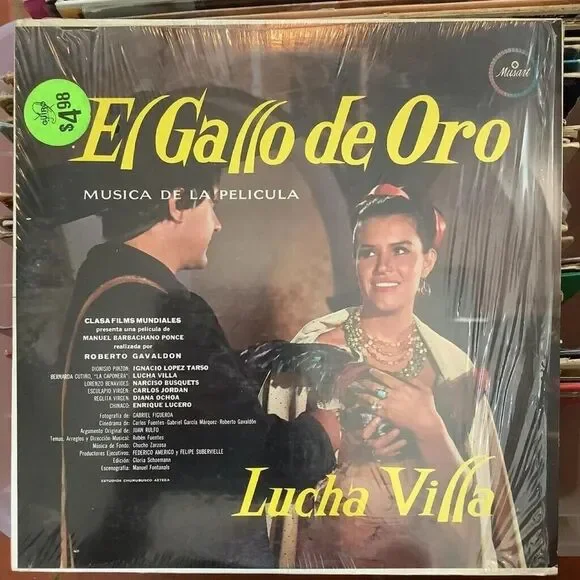 Musart
$4.98
El Gallo de Oro
MUSICA DE LA PELICULA
CLASA FILMS MUNDIALES
presenta una película de
MANUEL BARBACHANO PONCE
realizada por
ROBERTO GAVALDON
DIONISIO PINZON: IGNACIO LOPEZ TARSO
BERNARDA CUTIÑO, "LA CAPONERA": LUCHA VILLA
LORENZO BENAVIDES: NARCISO BUSQUETS
ESCULAPIO VIRGEN: CARLOS JORDAN
REGLITA VIRGEN: DIANA OCHOA
CHINACO: ENRIQUE LUCERO
Fotografía de: GABRIEL FIGUEROA
Cinedrama de: Carlos Fuentes-Gabriel García Márquez-Roberto Gavaldón
Argumento Original de: JUAN RULFO
Temas, Arreglos y Dirección Musical: Rubén Fuentes
Música de Fondo: Chucho Zarzosa
Productores Ejecutivos: FEDERICO AMERIGO y FELIPE SUBERVIELLE
Edición: Gloria Schoemann
Escenografía: Manuel Fontanals
ESTUDIOS CHURUBUSCO AZTECA
Lucha Villa